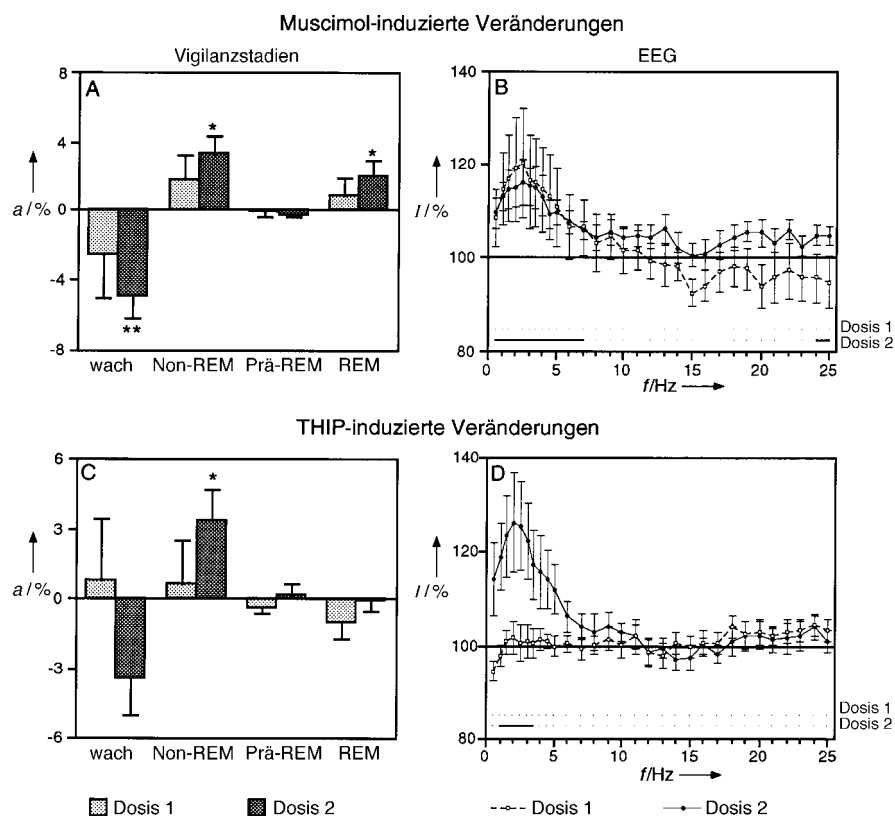 Muscimol-induzierte Veränderungen
Vigilanzstadien
EEG
A
8
4
0
-4
-8
a / %
* * **
wach Non-REM Prä-REM REM
B
140
120
100
80
I / %
Dosis 1
Dosis 2
0 5 10 15 20 25
f/Hz
THIP-induzierte Veränderungen
C
6
3
0
-3
-6
a / %
*
wach Non-REM Prä-REM REM
D
140
120
100
80
I / %
Dosis 1
Dosis 2
0 5 10 15 20 25
f/Hz
Dosis 1 Dosis 2 Dosis 1 Dosis 2